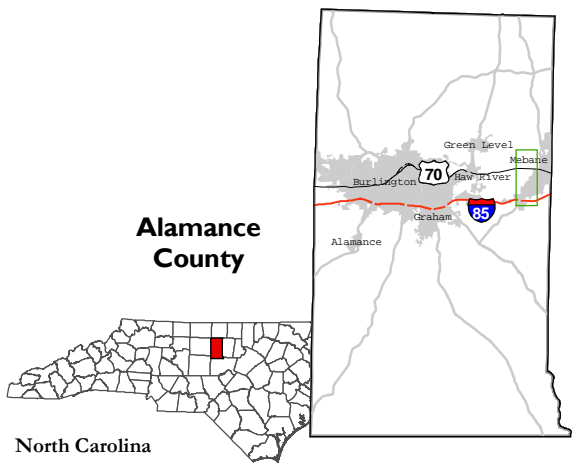 Green Level
Mebane
70
Haw River
Burlington
85
Graham
Alamance
Alamance
County
North Carolina